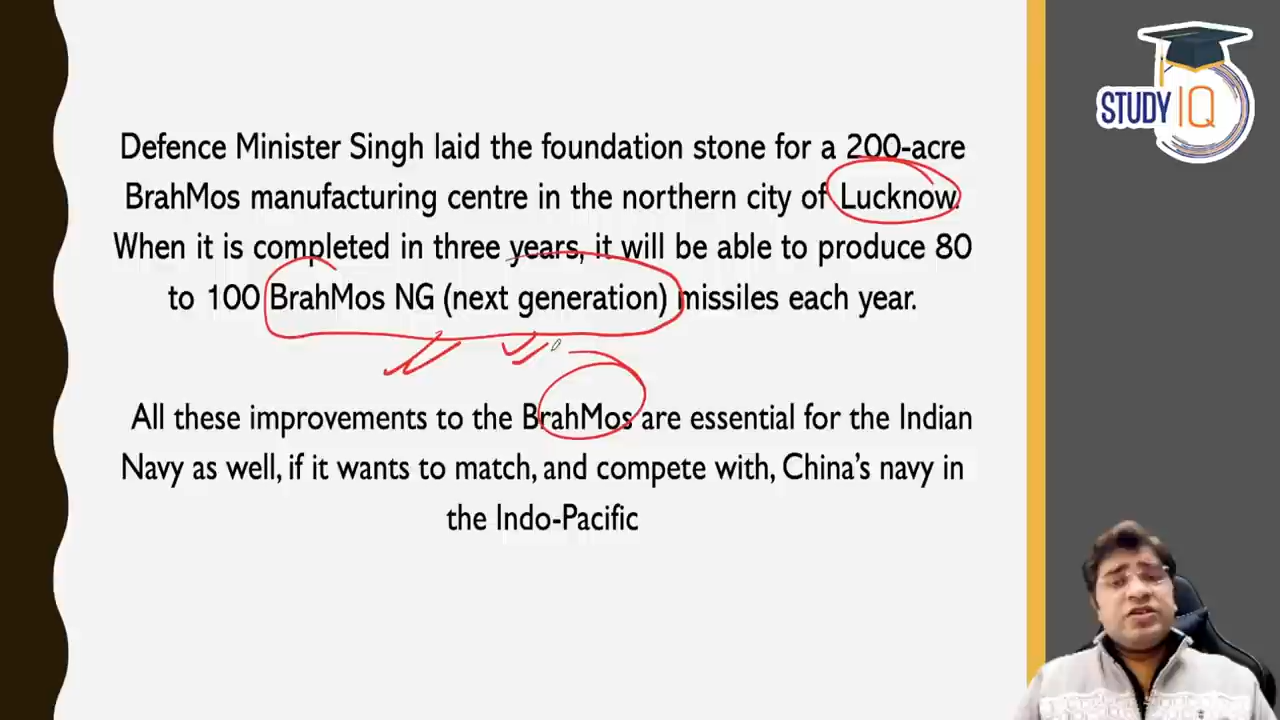 Defence Minister Singh laid the foundation stone for a 200-acre
BrahMos manufacturing centre in the northern city of Lucknow.
When it is completed in three years, it will be able to produce 80
to 100 BrahMos NG (next generation) missiles each year.
All these improvements to the BrahMos are essential for the Indian
Navy as well, if it wants to match, and compete with, China's navy in
the Indo-Pacific
STUDY IQ